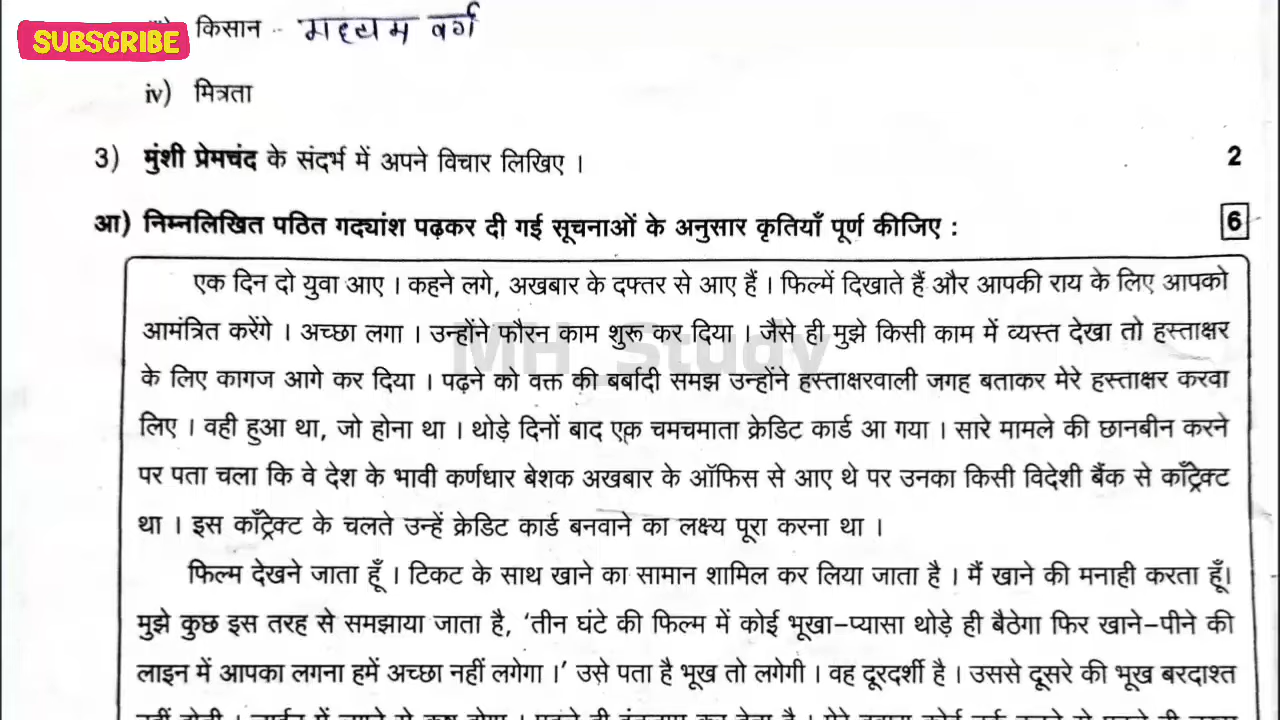 SUBSCRIBE
किसान - मध्यम वर्ग
iv) मित्रता
3) मुंशी प्रेमचंद के संदर्भ में अपने विचार लिखिए । 2
आ) निम्नलिखित पठित गद्यांश पढ़कर दी गई सूचनाओं के अनुसार कृतियाँ पूर्ण कीजिए : 6
एक दिन दो युवा आए । कहने लगे, अखबार के दफ्तर से आए हैं । फिल्में दिखाते हैं और आपकी राय के लिए आपको
आमंत्रित करेंगे । अच्छा लगा । उन्होंने फौरन काम शुरू कर दिया । जैसे ही मुझे किसी काम में व्यस्त देखा तो हस्ताक्षर
के लिए कागज आगे कर दिया । पढ़ने को वक्त की बर्बादी समझ उन्होंने हस्ताक्षरवाली जगह बताकर मेरे हस्ताक्षर करवा
लिए । वही हुआ था, जो होना था । थोड़े दिनों बाद एक चमचमाता क्रेडिट कार्ड आ गया । सारे मामले की छानबीन करने
पर पता चला कि वे देश के भावी कर्णधार बेशक अखबार के ऑफिस से आए थे पर उनका किसी विदेशी बैंक से कॉंट्रेक्ट
था । इस कॉंट्रेक्ट के चलते उन्हें क्रेडिट कार्ड बनवाने का लक्ष्य पूरा करना था ।
फिल्म देखने जाता हूँ । टिकट के साथ खाने का सामान शामिल कर लिया जाता है । मैं खाने की मनाही करता हूँ।
मुझे कुछ इस तरह से समझाया जाता है, ‘तीन घंटे की फिल्म में कोई भूखा-प्यासा थोड़े ही बैठेगा फिर खाने-पीने की
लाइन में आपका लगना हमें अच्छा नहीं लगेगा ।’ उसे पता है भूख तो लगेगी । वह दूरदर्शी है । उससे दूसरे की भूख बरदाश्त
MH_Study